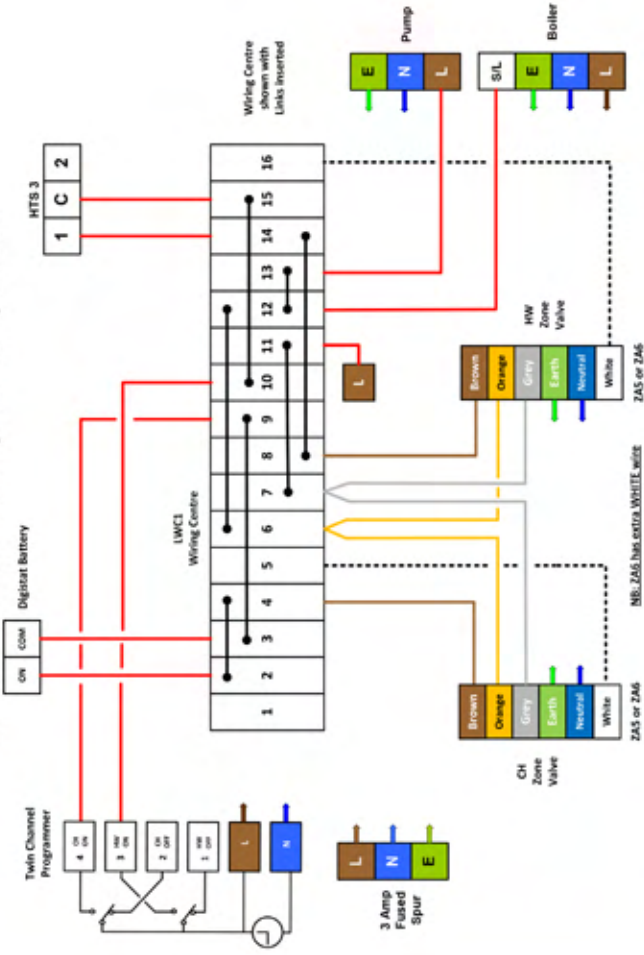 Twin Channel
Programmer
4
CH
ON
3
HW
ON
2
CH
OFF
1
HW
OFF
L
N
Digistat Battery
ON
COM
HTS 3
1
C
2
LWC1
Wiring Centre
1
2
3
4
5
6
7
8
9
10
11
12
13
14
15
16
Wiring Centre
shown with
Links inserted
3 Amp
Fused
Spur
L
N
E
L
CH
Zone
Valve
Brown
Orange
Grey
Earth
Neutral
White
ZA5 or ZA6
NB: ZA6 has extra WHITE wire
HW
Zone
Valve
Brown
Orange
Grey
Earth
Neutral
White
ZA5 or ZA6
Pump
E
N
L
Boiler
S/L
E
N
L